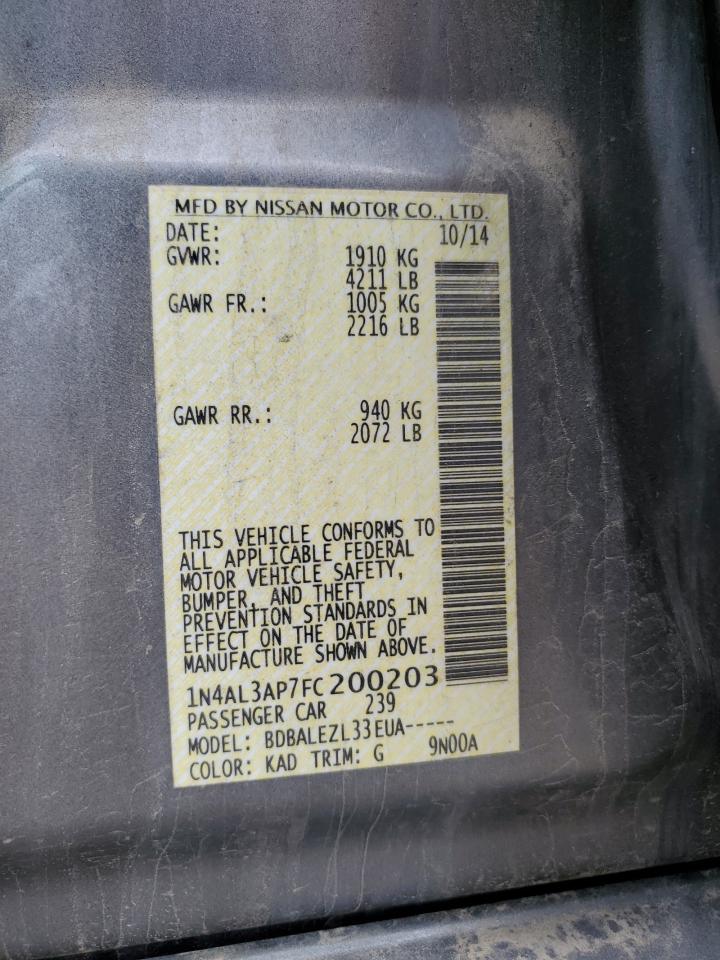 MFD BY NISSAN MOTOR CO., LTD.
DATE: 10/14
GVWR: 1910 KG
4211 LB
GAWR FR.: 1005 KG
2216 LB
GAWR RR.: 940 KG
2072 LB
THIS VEHICLE CONFORMS TO
ALL APPLICABLE FEDERAL
MOTOR VEHICLE SAFETY,
BUMPER, AND THEFT
PREVENTION STANDARDS IN
EFFECT ON THE DATE OF
MANUFACTURE SHOWN ABOVE.
1N4AL3AP7FC200203
PASSENGER CAR 239
MODEL: BDBALEZL33EUA-----
COLOR: KAD TRIM: G 9N00A